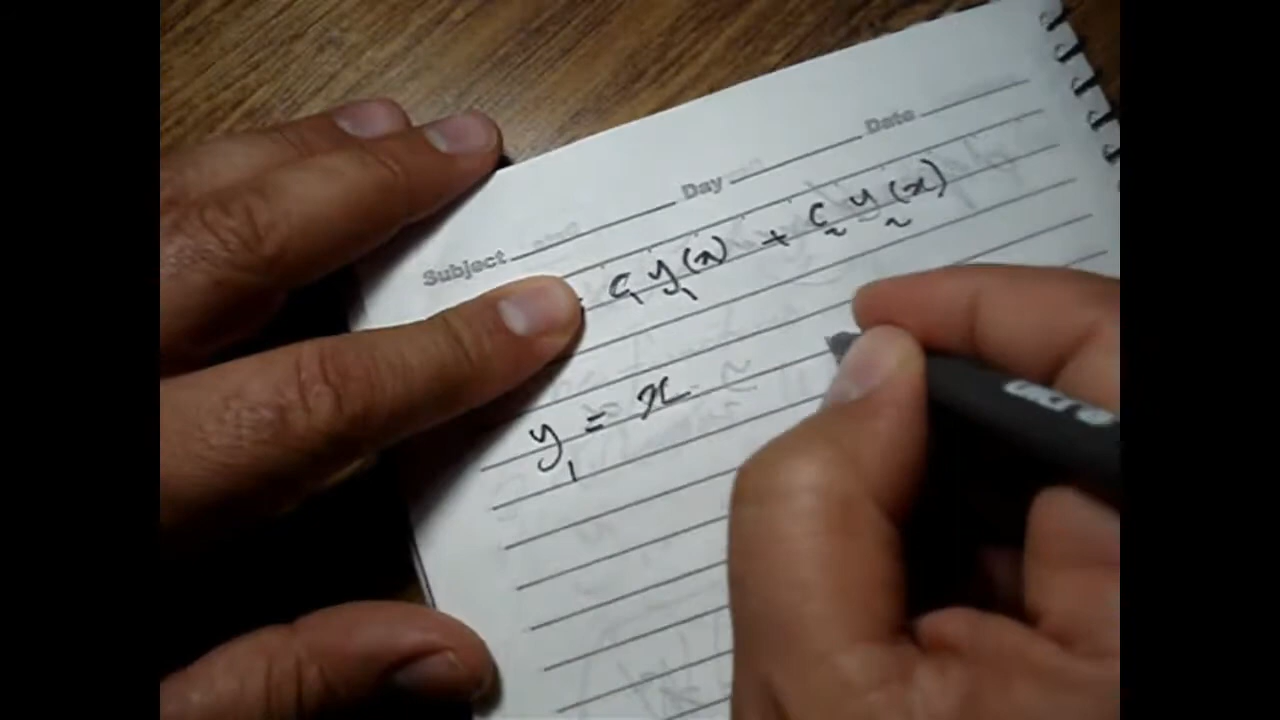 Subject Day Date
c₁y₁(x) + c₂y₂(x)
y₁ = x